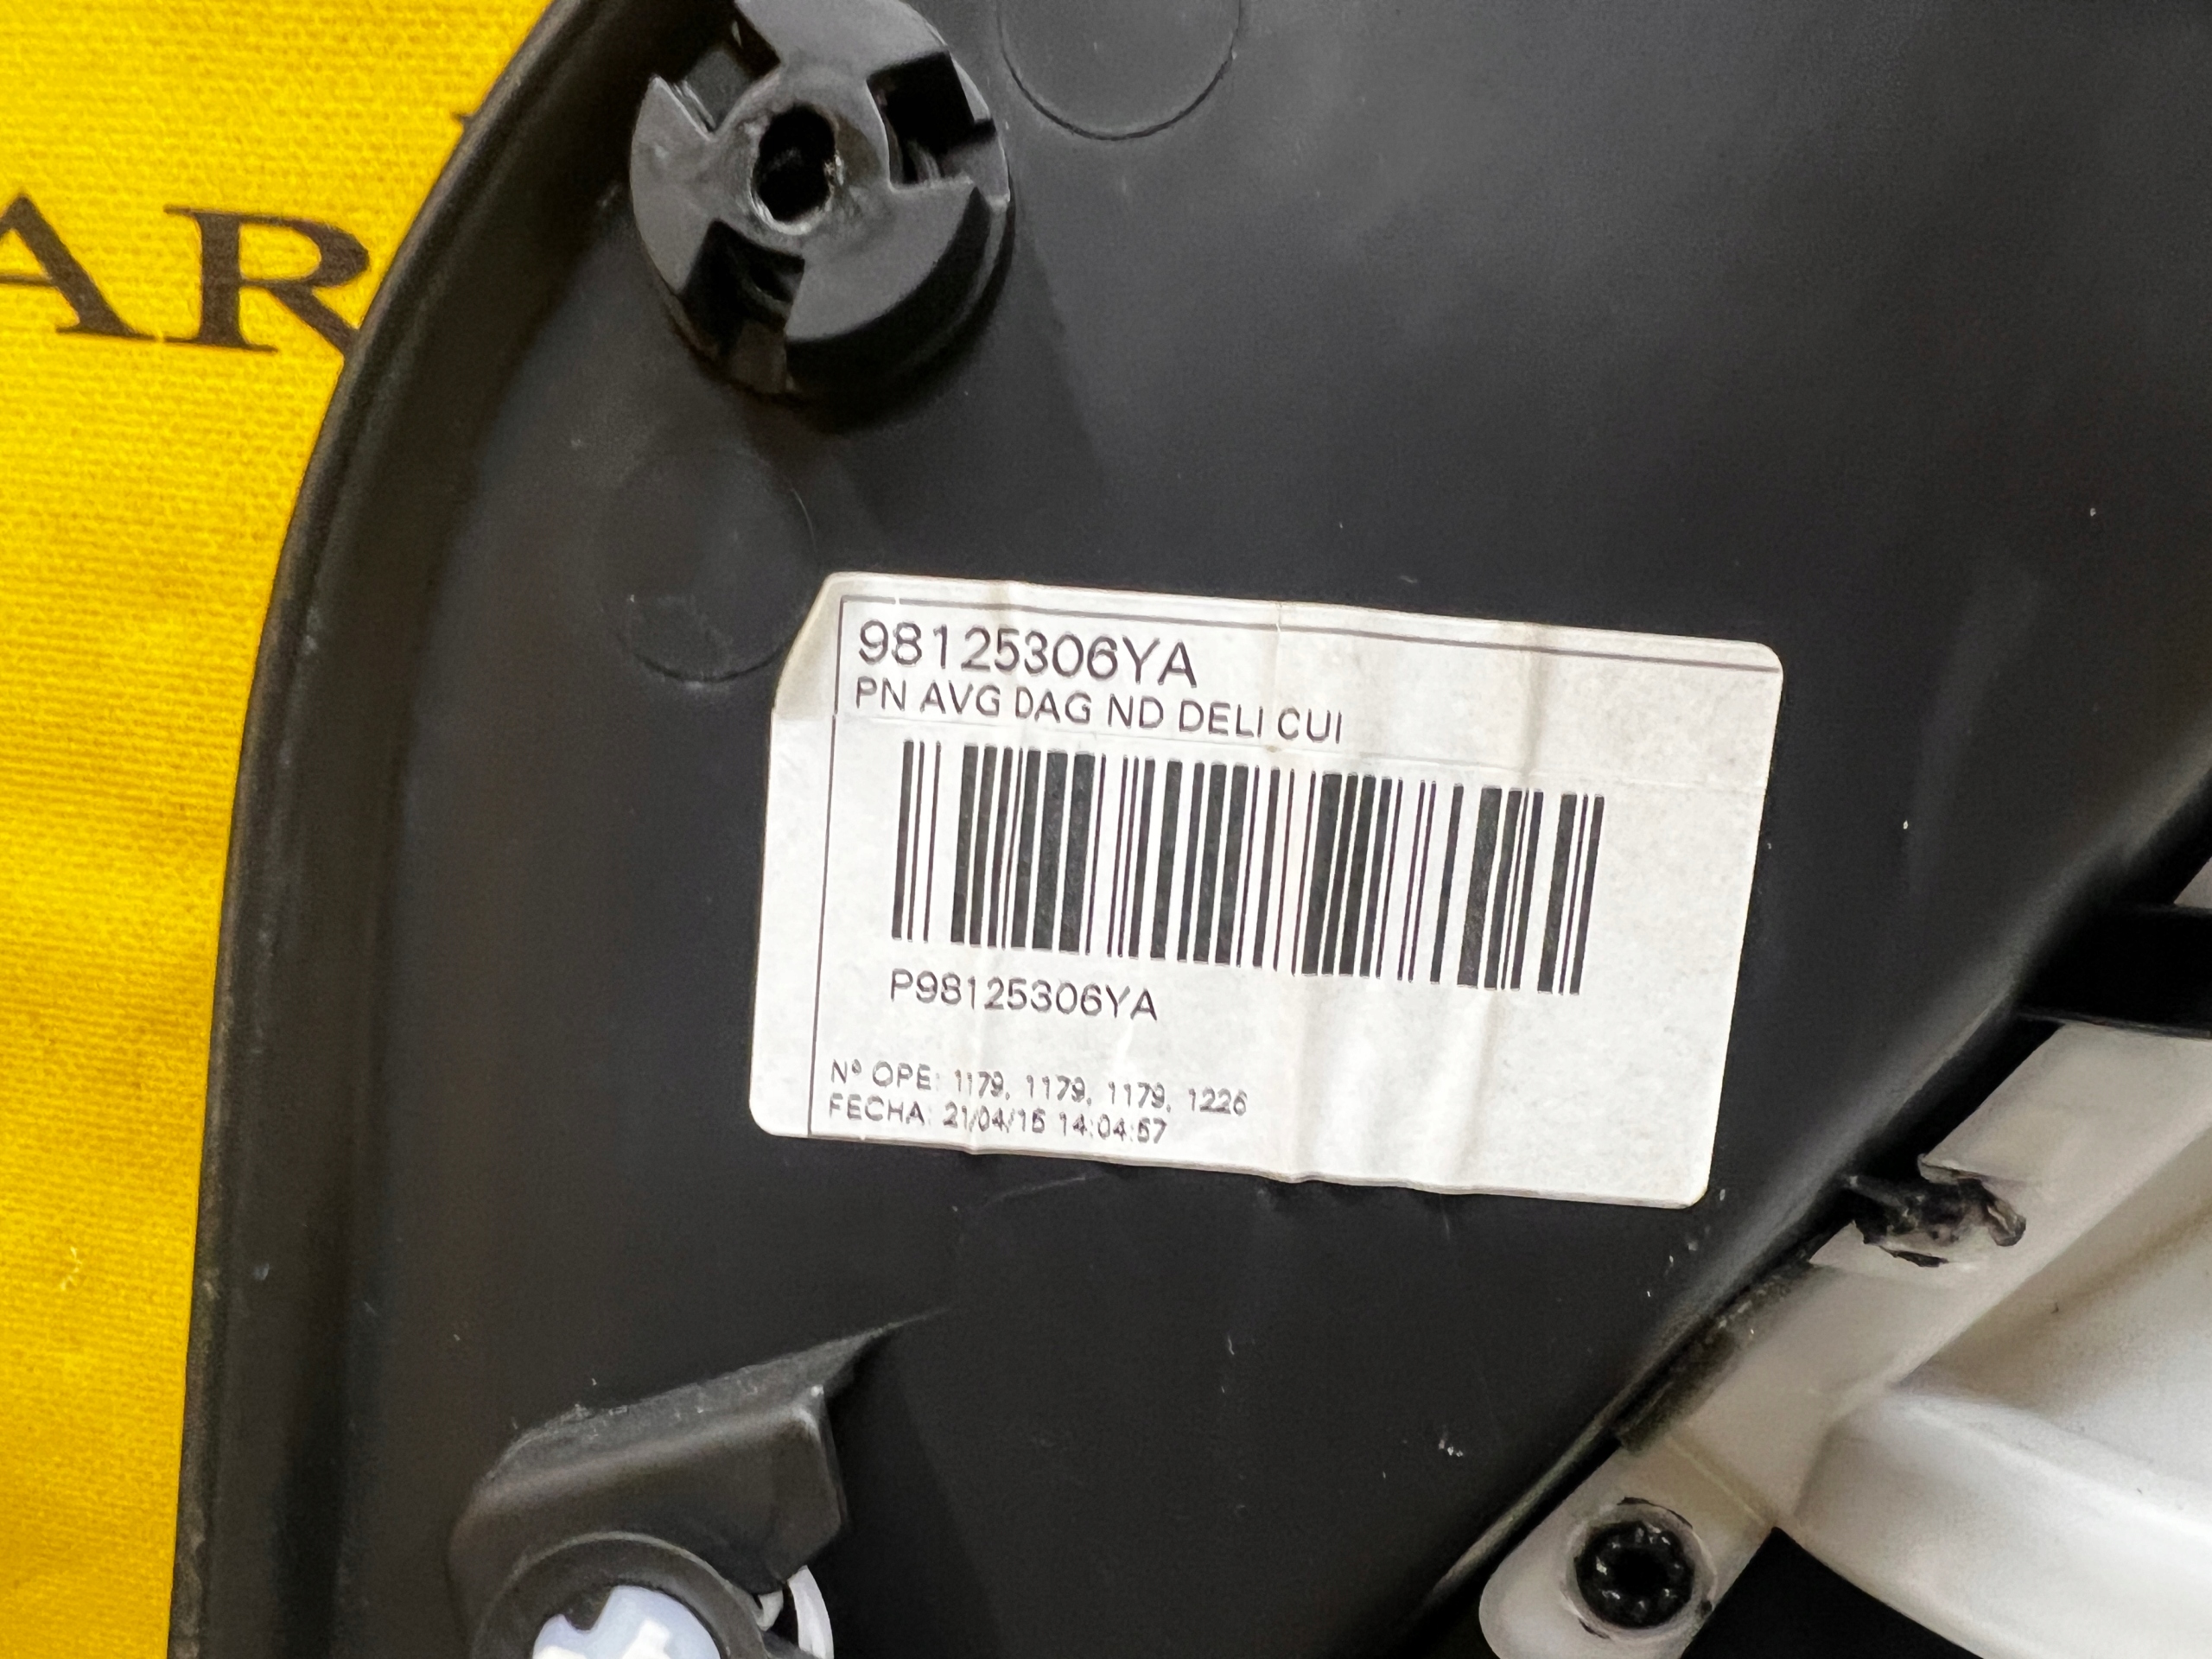 AR
98125306YA
PN AVG DAG ND DELI CUI
P98125306YA
Nº OPE: 1179, 1179, 1179, 1226
FECHA: 21/04/15 14:04:57